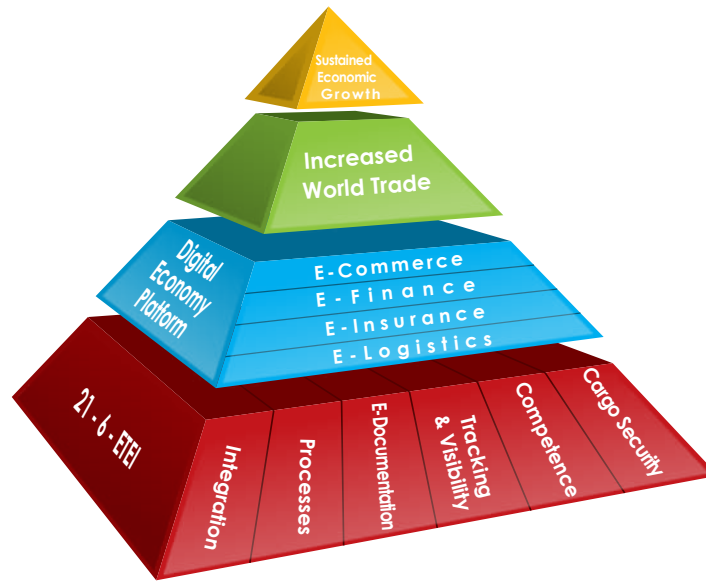 Sustained
Economic
Growth
Increased
World Trade
Digital
Economy
Platform
E-Commerce
E-Finance
E-Insurance
E-Logistics
21 - 6 - ETEI
Integration
Processes
E-Documentation
Tracking
& Visibility
Competence
Cargo Security